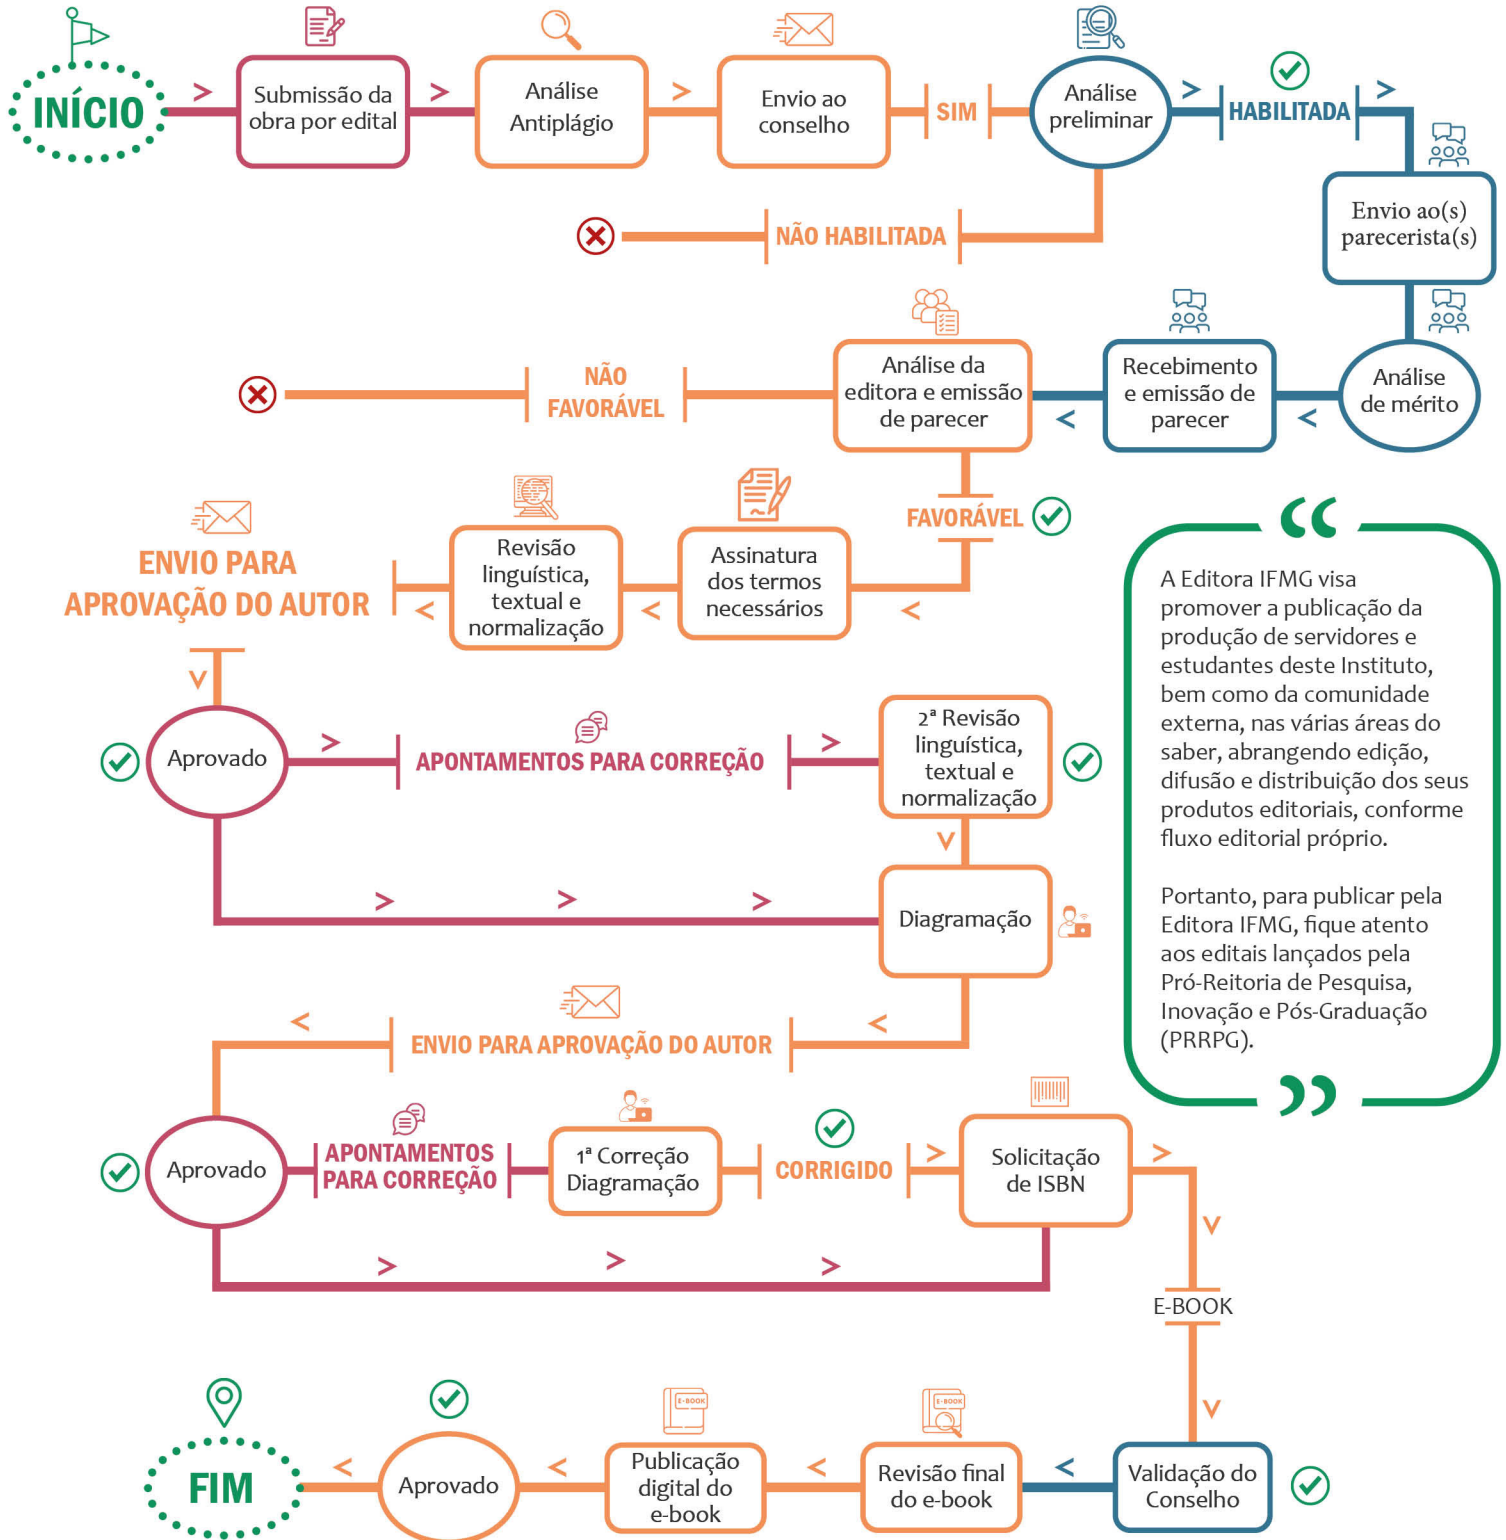 INÍCIO
Submissão da
obra por edital
Análise
Antiplágio
Envio ao
conselho
SIM
Análise
preliminar
HABILITADA
NÃO HABILITADA
Envio ao(s)
parecerista(s)
Análise
de mérito
Recebimento
e emissão de
parecer
Análise da
editora e emissão
de parecer
NÃO
FAVORÁVEL
FAVORÁVEL
Assinatura
dos termos
necessários
Revisão
linguística,
textual e
normalização
ENVIO PARA
APROVAÇÃO DO AUTOR
Aprovado
APONTAMENTOS PARA CORREÇÃO
2ª Revisão
linguística,
textual e
normalização
Diagramação
ENVIO PARA APROVAÇÃO DO AUTOR
Aprovado
APONTAMENTOS
PARA CORREÇÃO
1ª Correção
Diagramação
CORRIGIDO
Solicitação
de ISBN
E-BOOK
Validação do
Conselho
E-BOOK
Revisão final
do e-book
E-BOOK
Publicação
digital do
e-book
Aprovado
FIM
“
A Editora IFMG visa
promover a publicação da
produção de servidores e
estudantes deste Instituto,
bem como da comunidade
externa, nas várias áreas do
saber, abrangendo edição,
difusão e distribuição dos seus
produtos editoriais, conforme
fluxo editorial próprio.
Portanto, para publicar pela
Editora IFMG, fique atento
aos editais lançados pela
Pró-Reitoria de Pesquisa,
Inovação e Pós-Graduação
(PRRPG).
”